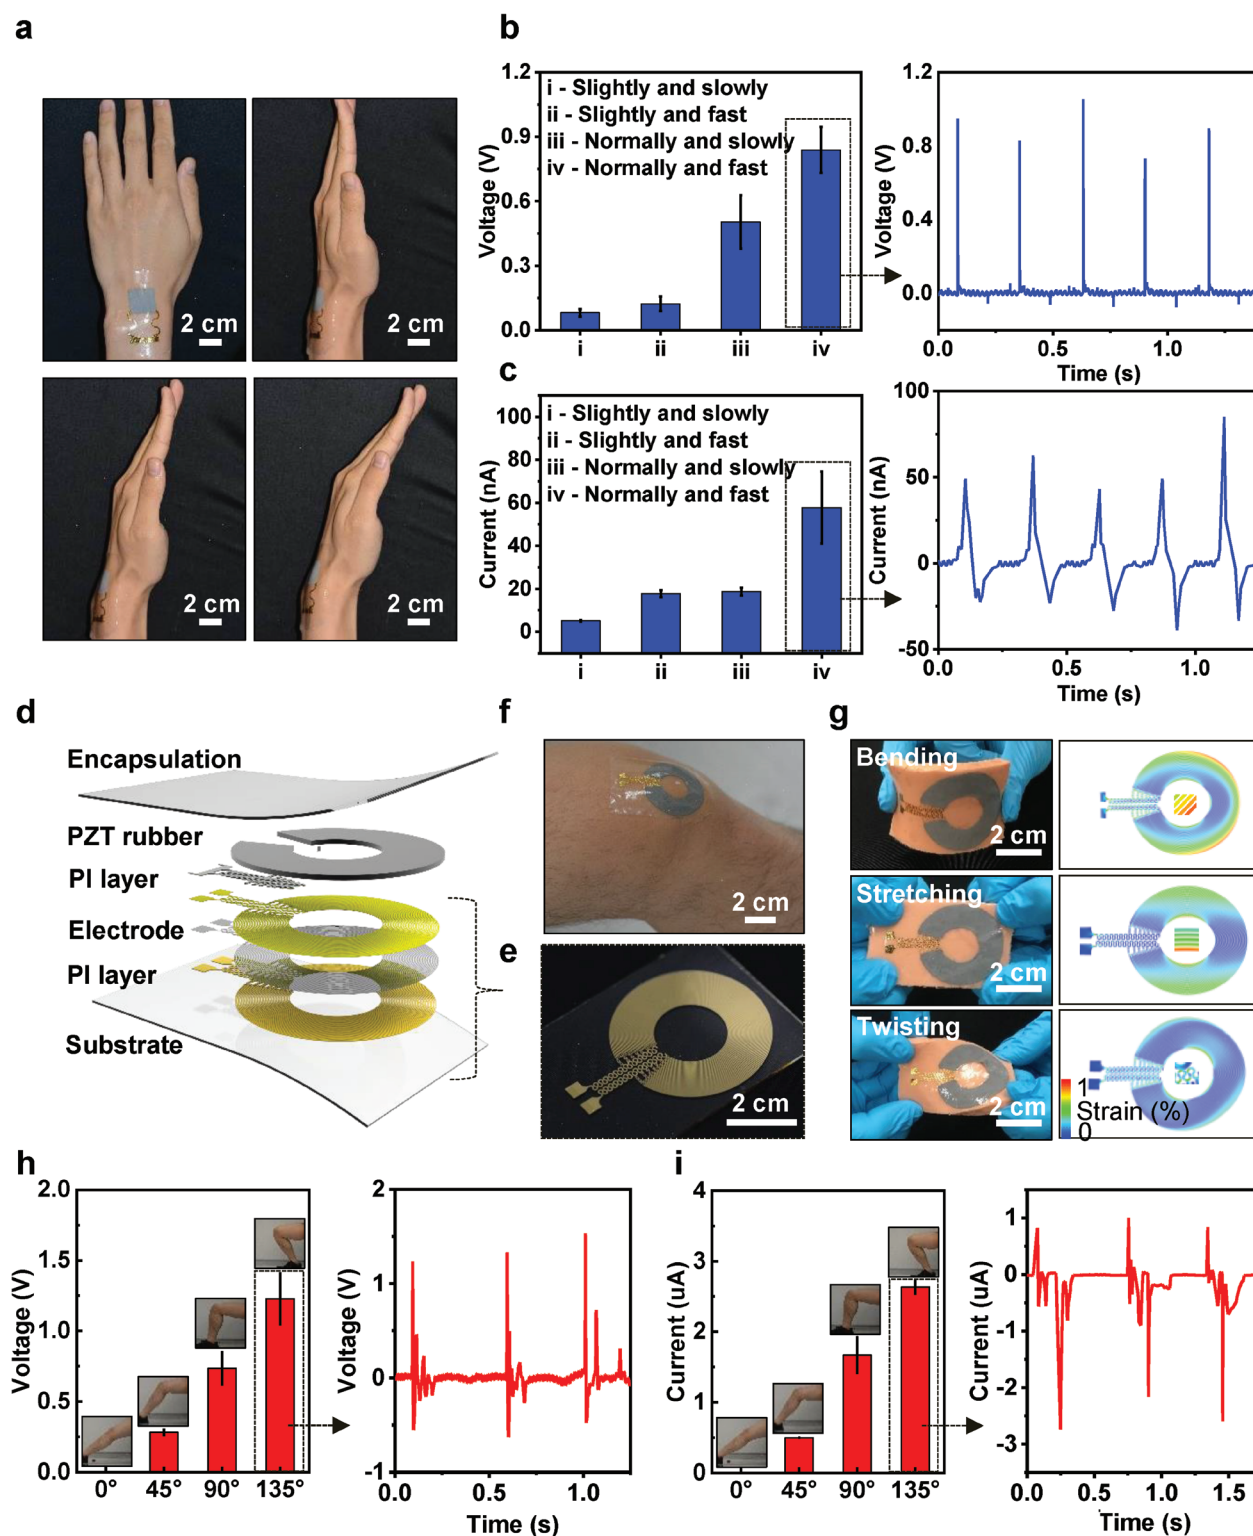 a
2 cm
2 cm
2 cm
2 cm
b
1.2
0.9
0.6
0.3
0.0
Voltage (V)
i - Slightly and slowly
ii - Slightly and fast
iii - Normally and slowly
iv - Normally and fast
i
ii
iii
iv
1.2
0.8
0.4
0.0
Voltage (V)
0.0
0.5
1.0
Time (s)
c
100
80
60
40
20
0
Current (nA)
i - Slightly and slowly
ii - Slightly and fast
iii - Normally and slowly
iv - Normally and fast
i
ii
iii
iv
100
50
0
-50
Current (nA)
0.0
0.5
1.0
Time (s)
d
Encapsulation
PZT rubber
PI layer
Electrode
PI layer
Substrate
f
2 cm
e
2 cm
g
Bending
2 cm
Stretching
2 cm
Twisting
2 cm
1
Strain (%)
0
h
2.0
1.5
1.0
0.5
0.0
Voltage (V)
0°
45°
90°
135°
2
1
0
-1
Voltage (V)
0.0
0.5
1.0
Time (s)
i
4
3
2
1
0
Current (uA)
0°
45°
90°
135°
1
0
-1
-2
-3
Current (uA)
0.0
0.5
1.0
1.5
Time (s)